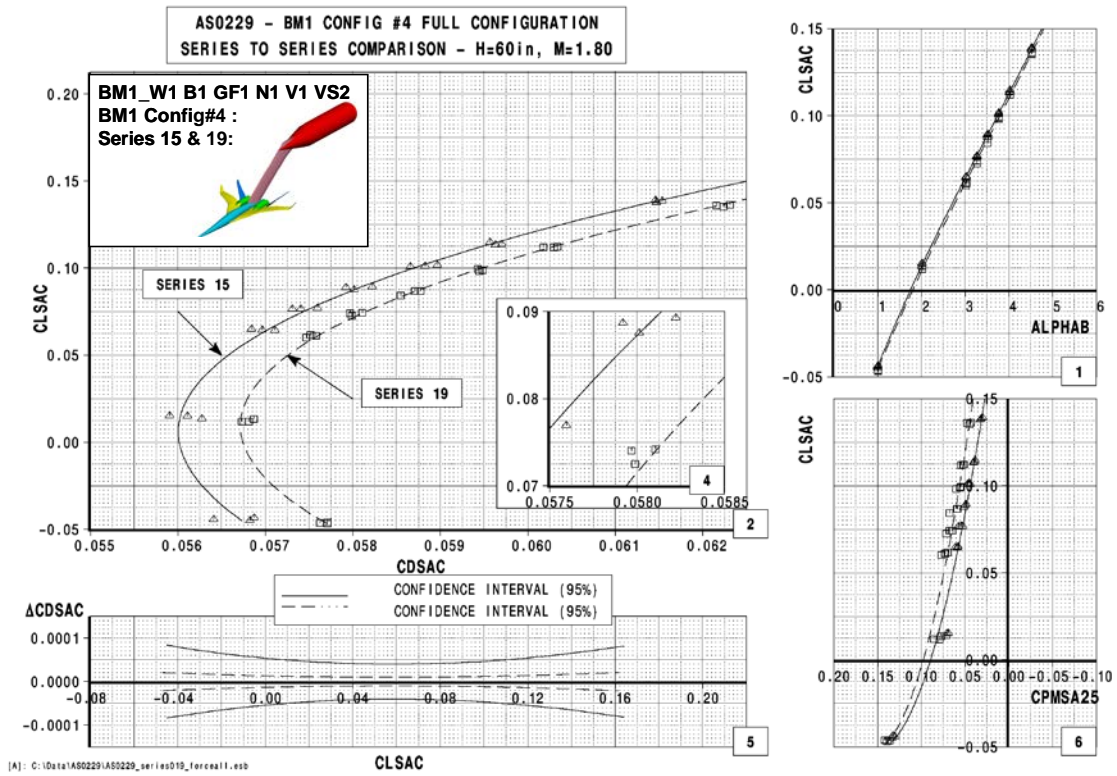 AS0229 - BM1 CONFIG #4 FULL CONFIGURATION
SERIES TO SERIES COMPARISON - H=60in, M=1.80
BM1_W1 B1 GF1 N1 V1 VS2
BM1 Config#4 :
Series 15 & 19:
CLSAC
0.20
0.15
0.10
0.05
0.00
-0.05
SERIES 15
SERIES 19
0.055 0.056 0.057 0.058 0.059 0.060 0.061 0.062
CDSAC
2
0.09
0.08
0.07
0.0575 0.0580 0.0585
4
CONFIDENCE INTERVAL (95%)
CONFIDENCE INTERVAL (95%)
ΔCDSAC
0.0001
0.0000
-0.0001
-0.08 -0.04 0.00 0.04 0.08 0.12 0.16 0.20
CLSAC
5
CLSAC
0.15
0.10
0.05
0.00
-0.05
0 1 2 3 4 5 6
ALPHAB
1
CLSAC
0.15
0.10
0.05
0.00
-0.05
0.20 0.15 0.10 0.05 0.00 -0.05 -0.10
CPMSA25
6
[A]: C:\Data\AS0229\AS0229_series019_forceall.esb